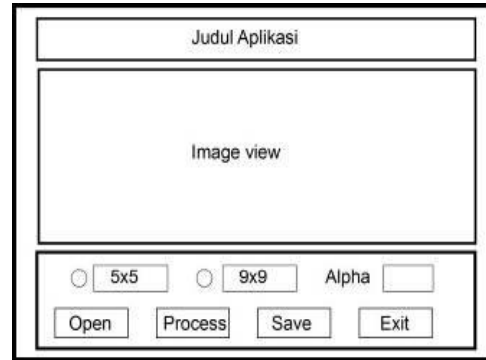 Judul Aplikasi
Image view
5x5 9x9 Alpha
Open Process Save Exit